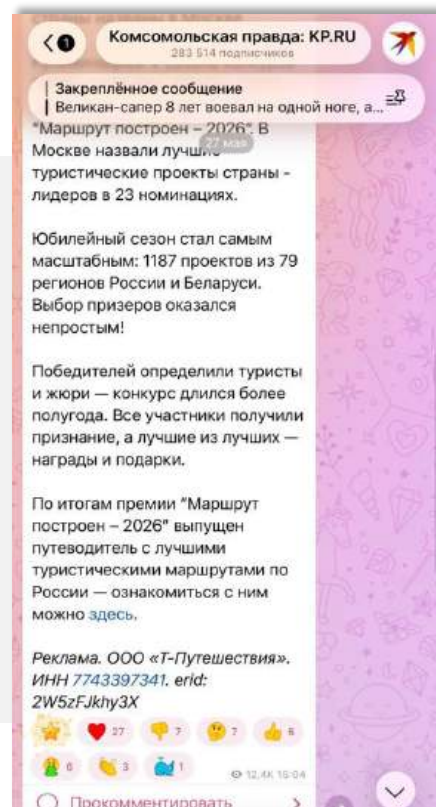 1
Комсомольская правда: KP.RU
283 514 подписчиков
Закреплённое сообщение
Великан-сапер 8 лет воевал на одной ноге, а...
"Маршрут построен – 2026". В
27 мая
Москве назвали лучшие
туристические проекты страны -
лидеров в 23 номинациях.
Юбилейный сезон стал самым
масштабным: 1187 проектов из 79
регионов России и Беларуси.
Выбор призеров оказался
непростым!
Победителей определили туристы
и жюри — конкурс длился более
полугода. Все участники получили
признание, а лучшие из лучших —
награды и подарки.
По итогам премии "Маршрут
построен – 2026" выпущен
путеводитель с лучшими
туристическими маршрутами по
России — ознакомиться с ним
можно здесь.
Реклама. ООО «Т-Путешествия».
ИНН 7743397341. erid:
2W5zFJkhy3X
27 7 7 6
6 3 1 12,4K 15:04
Прокомментировать